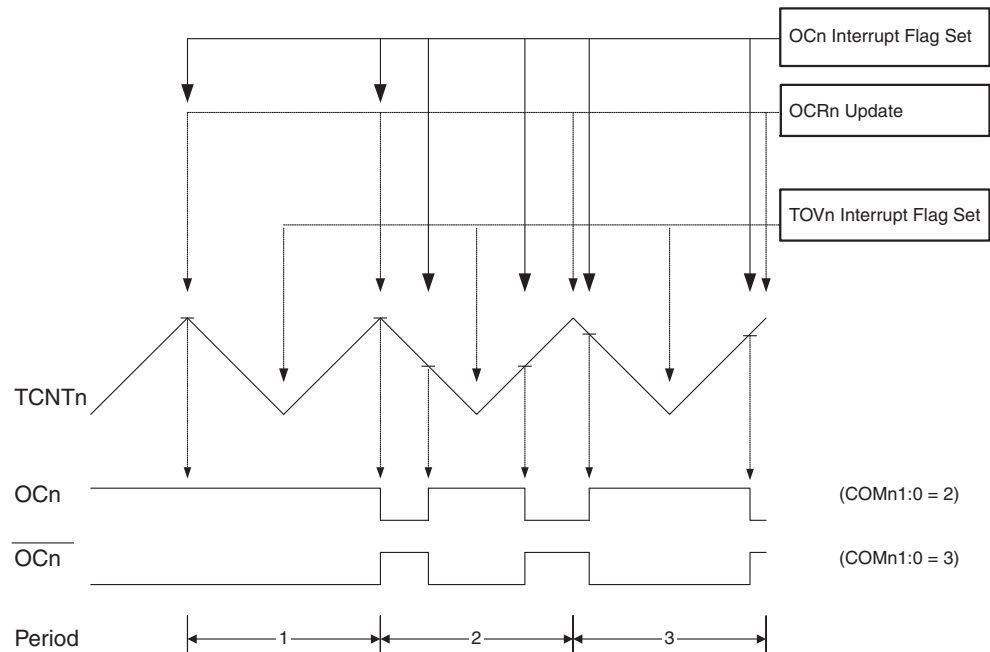 OCn Interrupt Flag Set
OCRn Update
TOVn Interrupt Flag Set
TCNTn
OCn
(COMn1:0 = 2)
OCn
(COMn1:0 = 3)
Period
1
2
3